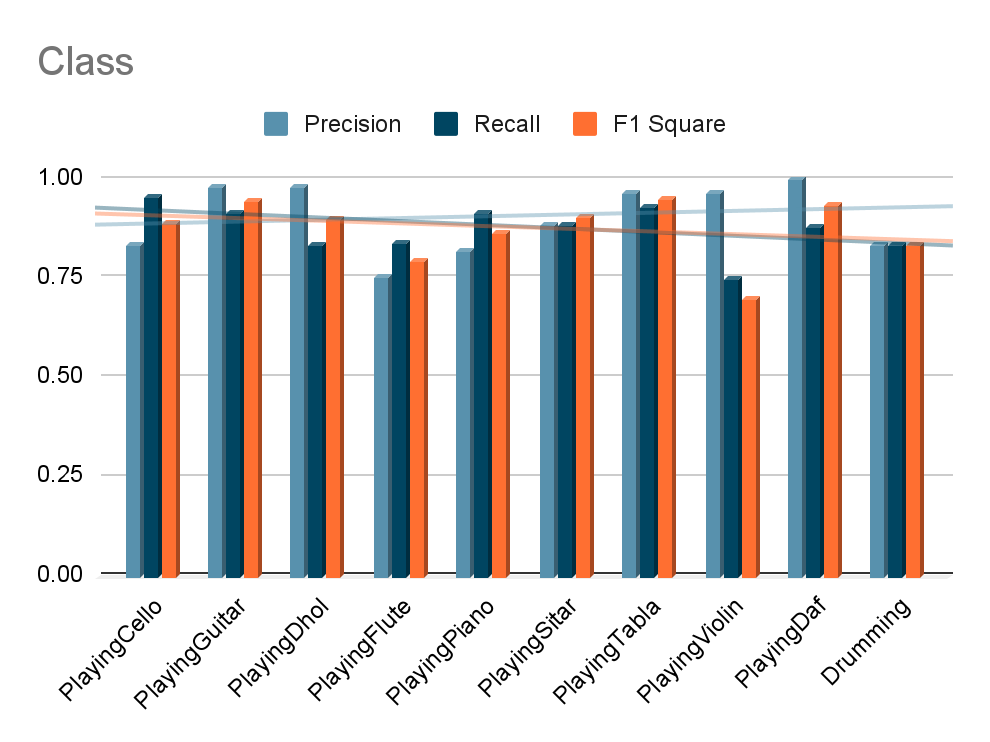 Class
Precision Recall F1 Square
1.00
0.75
0.50
0.25
0.00
PlayingCello
PlayingGuitar
PlayingDhol
PlayingFlute
PlayingPiano
PlayingSitar
PlayingTabla
PlayingViolin
PlayingDaf
Drumming